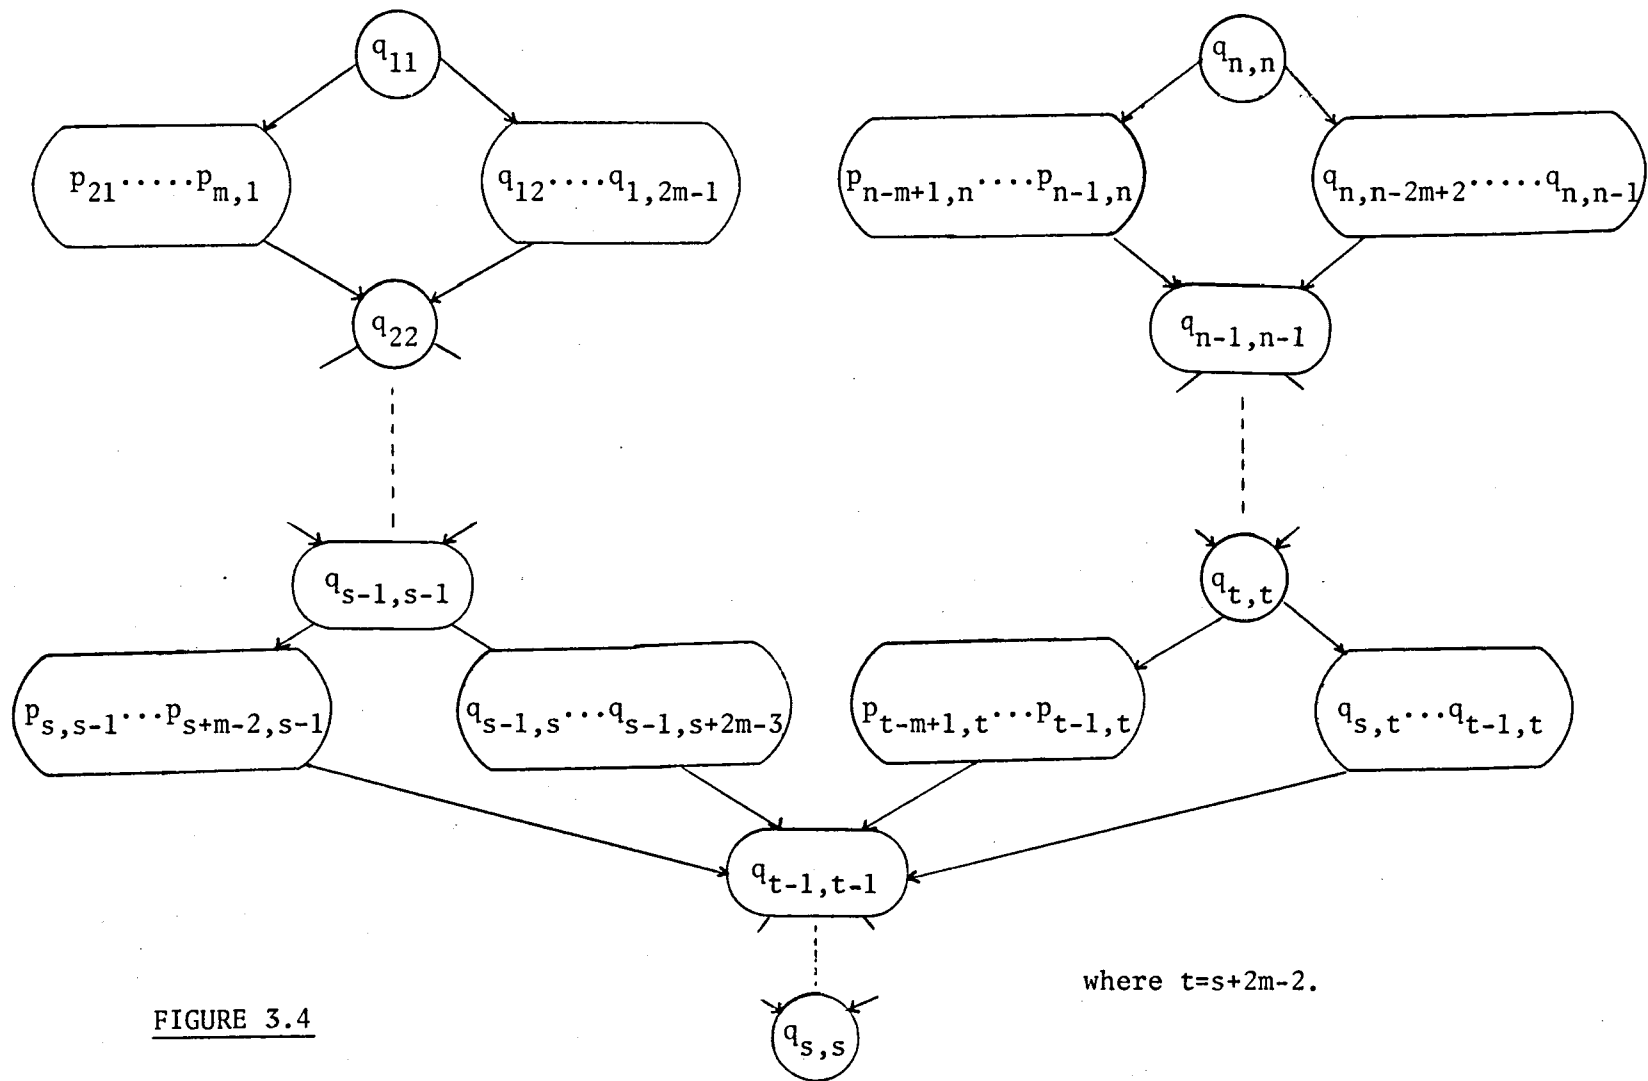 q11
qn,n
p21.....pm,1
q12....q1,2m-1
pn-m+1,n....pn-1,n
qn,n-2m+2.....qn,n-1
q22
qn-1,n-1
qs-1,s-1
qt,t
ps,s-1...ps+m-2,s-1
qs-1,s...qs-1,s+2m-3
pt-m+1,t...pt-1,t
qs,t...qt-1,t
qt-1,t-1
where t=s+2m-2.
FIGURE 3.4
qs,s